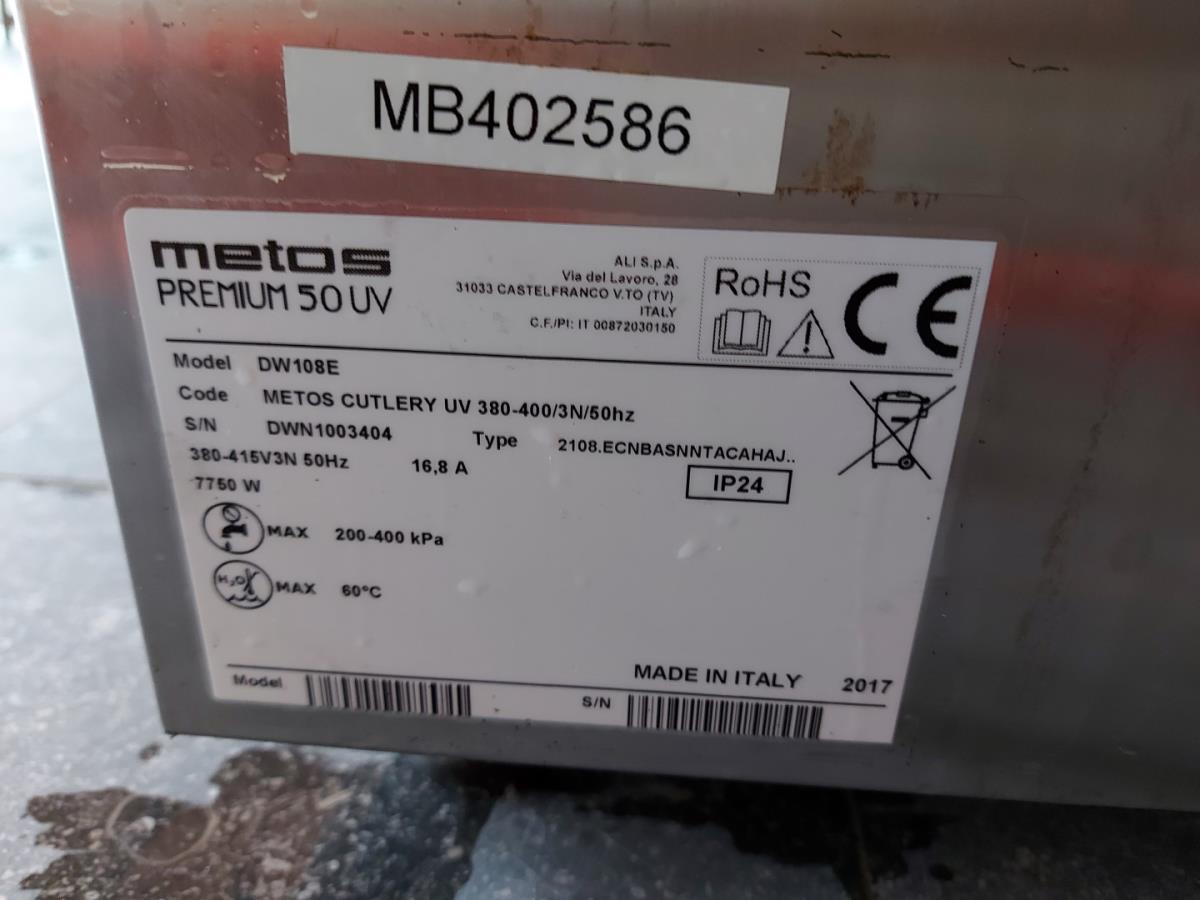 MB402586
metos
PREMIUM 50 UV
ALI S.p.A.
Via del Lavoro, 28
31033 CASTELFRANCO V.TO (TV)
ITALY
C.F./PI: IT 00872030150
RoHS
CE
Model DW108E
Code METOS CUTLERY UV 380-400/3N/50hz
S/N DWN1003404
Type 2108.ECNBASNNTACAHAJ..
380-415V3N 50Hz 16,8 A
7750 W
IP24
MAX 200-400 kPa
H₂O MAX 60°C
MADE IN ITALY 2017
Model
S/N